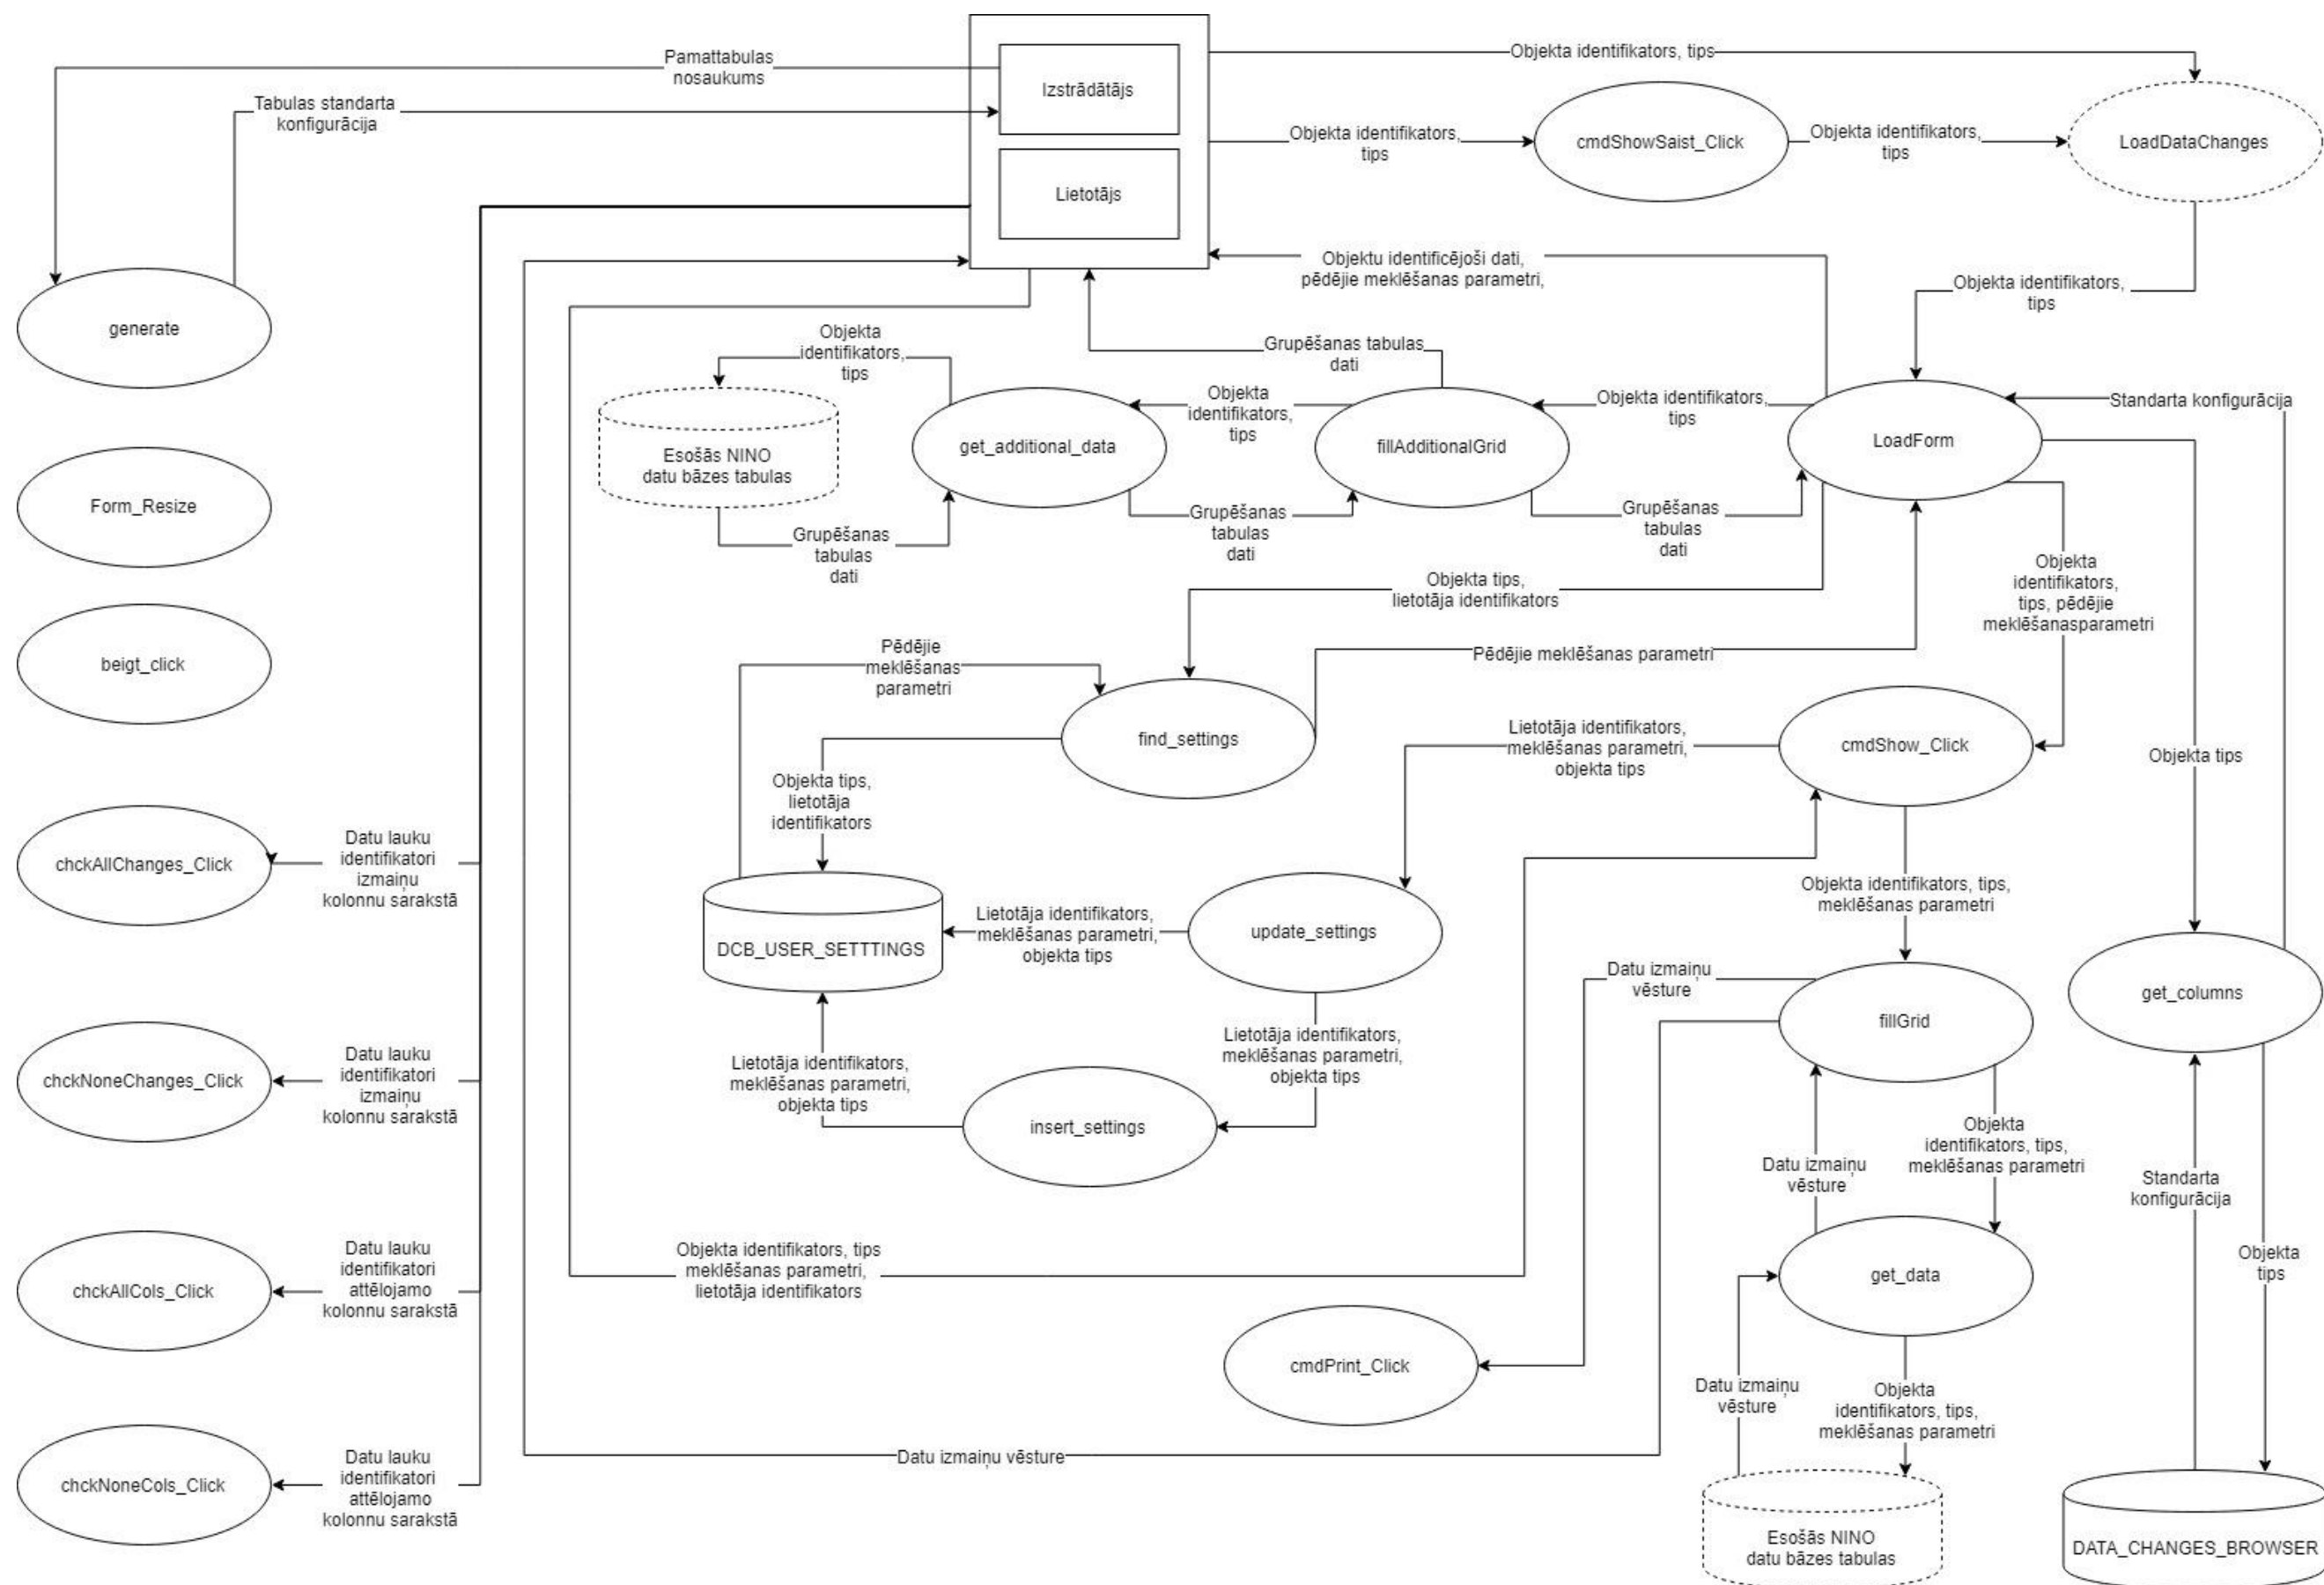 Pamattabulas
nosaukums
Objekta identifikators, tips
Izstrādātājs
Tabulas standarta
konfigurācija
Objekta identifikators,
tips
cmdShowSaist_Click
Objekta identifikators,
tips
LoadDataChanges
Lietotājs
Objektu identificējoši dati,
pēdējie meklēšanas parametri,
Objekta identifikators,
tips
generate
Objekta
identifikators,
tips
Grupēšanas tabulas
dati
Objekta
identifikators,
tips
Objekta identifikators,
tips
Standarta konfigurācija
Esošās NINO
datu bāzes tabulas
get_additional_data
fillAdditionalGrid
LoadForm
Form_Resize
Grupēšanas
tabulas
dati
Grupēšanas
tabulas
dati
Grupēšanas
tabulas
dati
Objekta tips,
lietotāja identifikators
Objekta
identifikators,
tips, pēdējie
meklēšanasparametri
beigt_click
Pēdējie
meklēšanas
parametri
Pēdējie meklēšanas parametri
find_settings
Lietotāja identifikators,
meklēšanas parametri,
objekta tips
cmdShow_Click
Objekta tips
Objekta tips,
lietotāja
identifikators
chckAllChanges_Click
Datu lauku
identifikatori
izmaiņu
kolonnu sarakstā
Objekta identifikators, tips,
meklēšanas parametri
DCB_USER_SETTTINGS
Lietotāja identifikators,
meklēšanas parametri,
objekta tips
update_settings
Datu izmaiņu
vēsture
fillGrid
get_columns
chckNoneChanges_Click
Datu lauku
identifikatori
izmaiņu
kolonnu sarakstā
Lietotāja identifikators,
meklēšanas parametri,
objekta tips
insert_settings
Lietotāja identifikators,
meklēšanas parametri,
objekta tips
Datu izmaiņu
vēsture
Objekta
identifikators, tips,
meklēšanas parametri
Standarta
konfigurācija
Objekta
tips
chckAllCols_Click
Datu lauku
identifikatori
attēlojamo
kolonnu sarakstā
Objekta identifikators, tips
meklēšanas parametri,
lietotāja identifikators
get_data
cmdPrint_Click
Datu izmaiņu
vēsture
Objekta
identifikators, tips,
meklēšanas parametri
chckNoneCols_Click
Datu lauku
identifikatori
attēlojamo
kolonnu sarakstā
Datu izmaiņu vēsture
Esošās NINO
datu bāzes tabulas
DATA_CHANGES_BROWSER